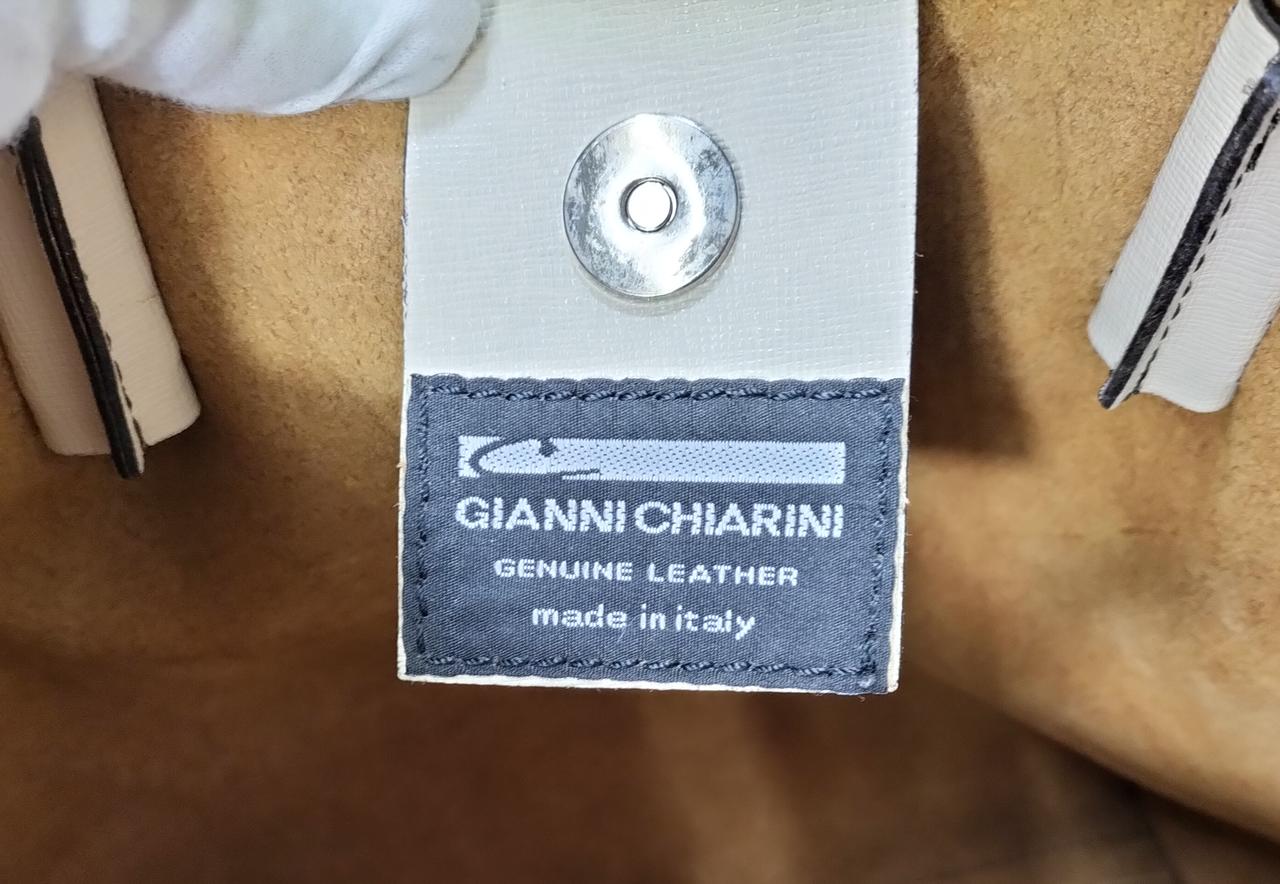 GIANNI CHIARINI
GENUINE LEATHER
made in italy